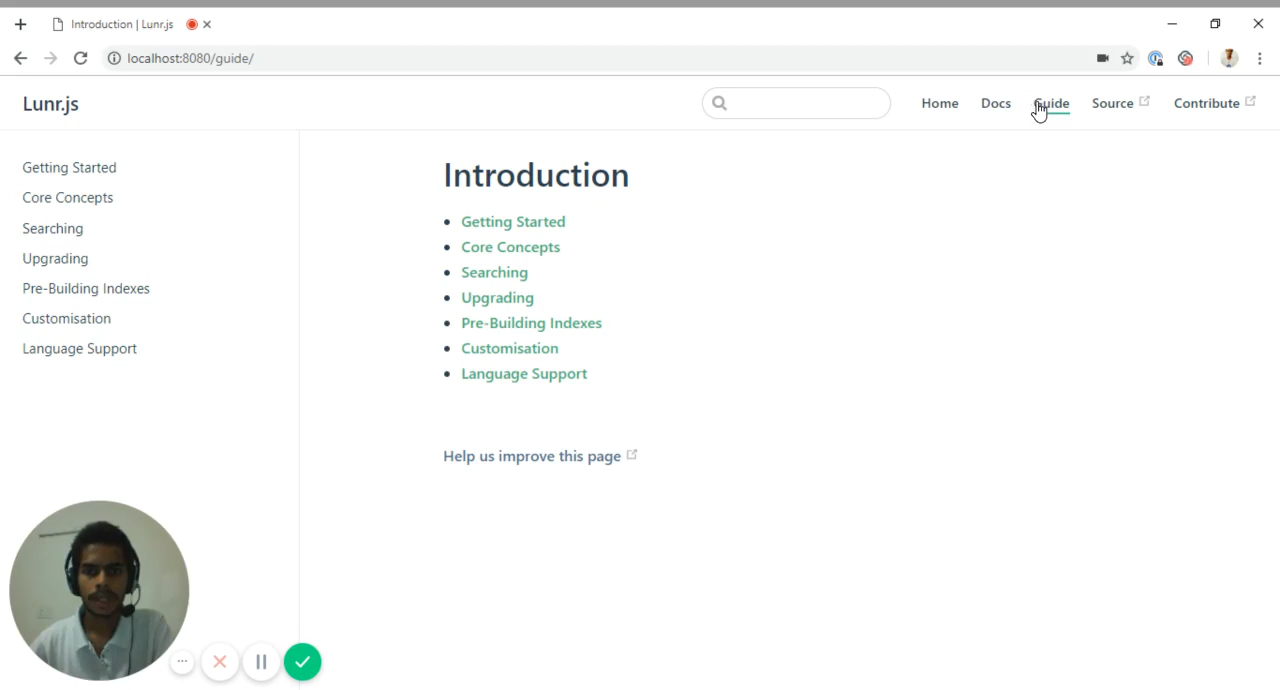 Introduction | Lunr.js
localhost:8080/guide/
Lunr.js
Home Docs Guide Source Contribute
Getting Started
Core Concepts
Searching
Upgrading
Pre-Building Indexes
Customisation
Language Support
Introduction
Getting Started
Core Concepts
Searching
Upgrading
Pre-Building Indexes
Customisation
Language Support
Help us improve this page